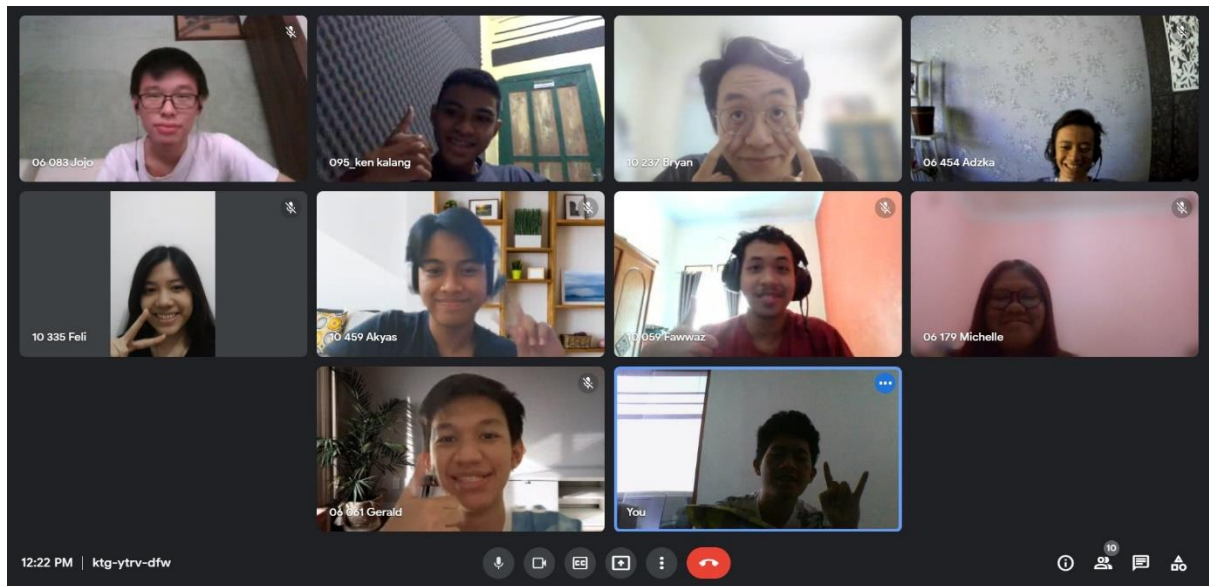 06 083 Jojo
095_ken kalang
10 237 Bryan
06 454 Adzka
10 335 Feli
10 459 Akyas
10 059 Fawwaz
06 179 Michelle
06 061 Gerald
You
12:22 PM | ktg-ytrv-dfw
CC
10